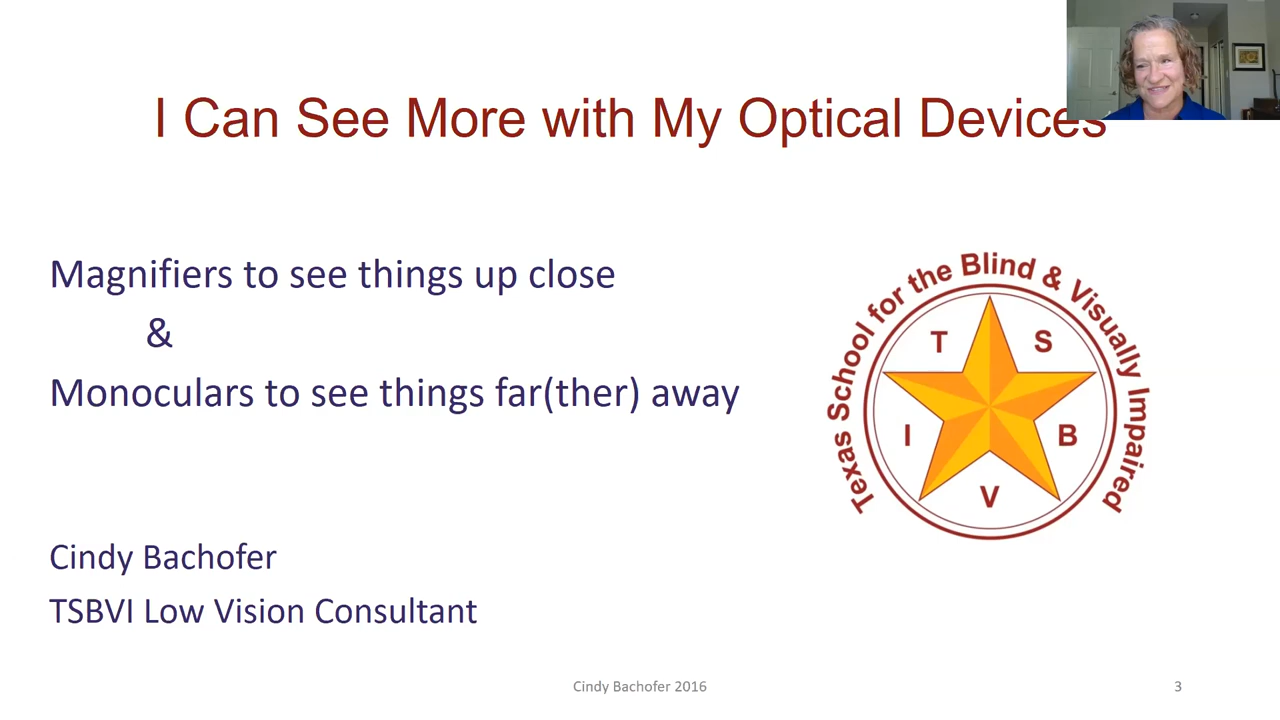 I Can See More with My Optical Devices
Magnifiers to see things up close
&
Monoculars to see things far(ther) away
Texas School for the Blind & Visually Impaired
T S B V I
Cindy Bachofer
TSBVI Low Vision Consultant
Cindy Bachofer 2016
3